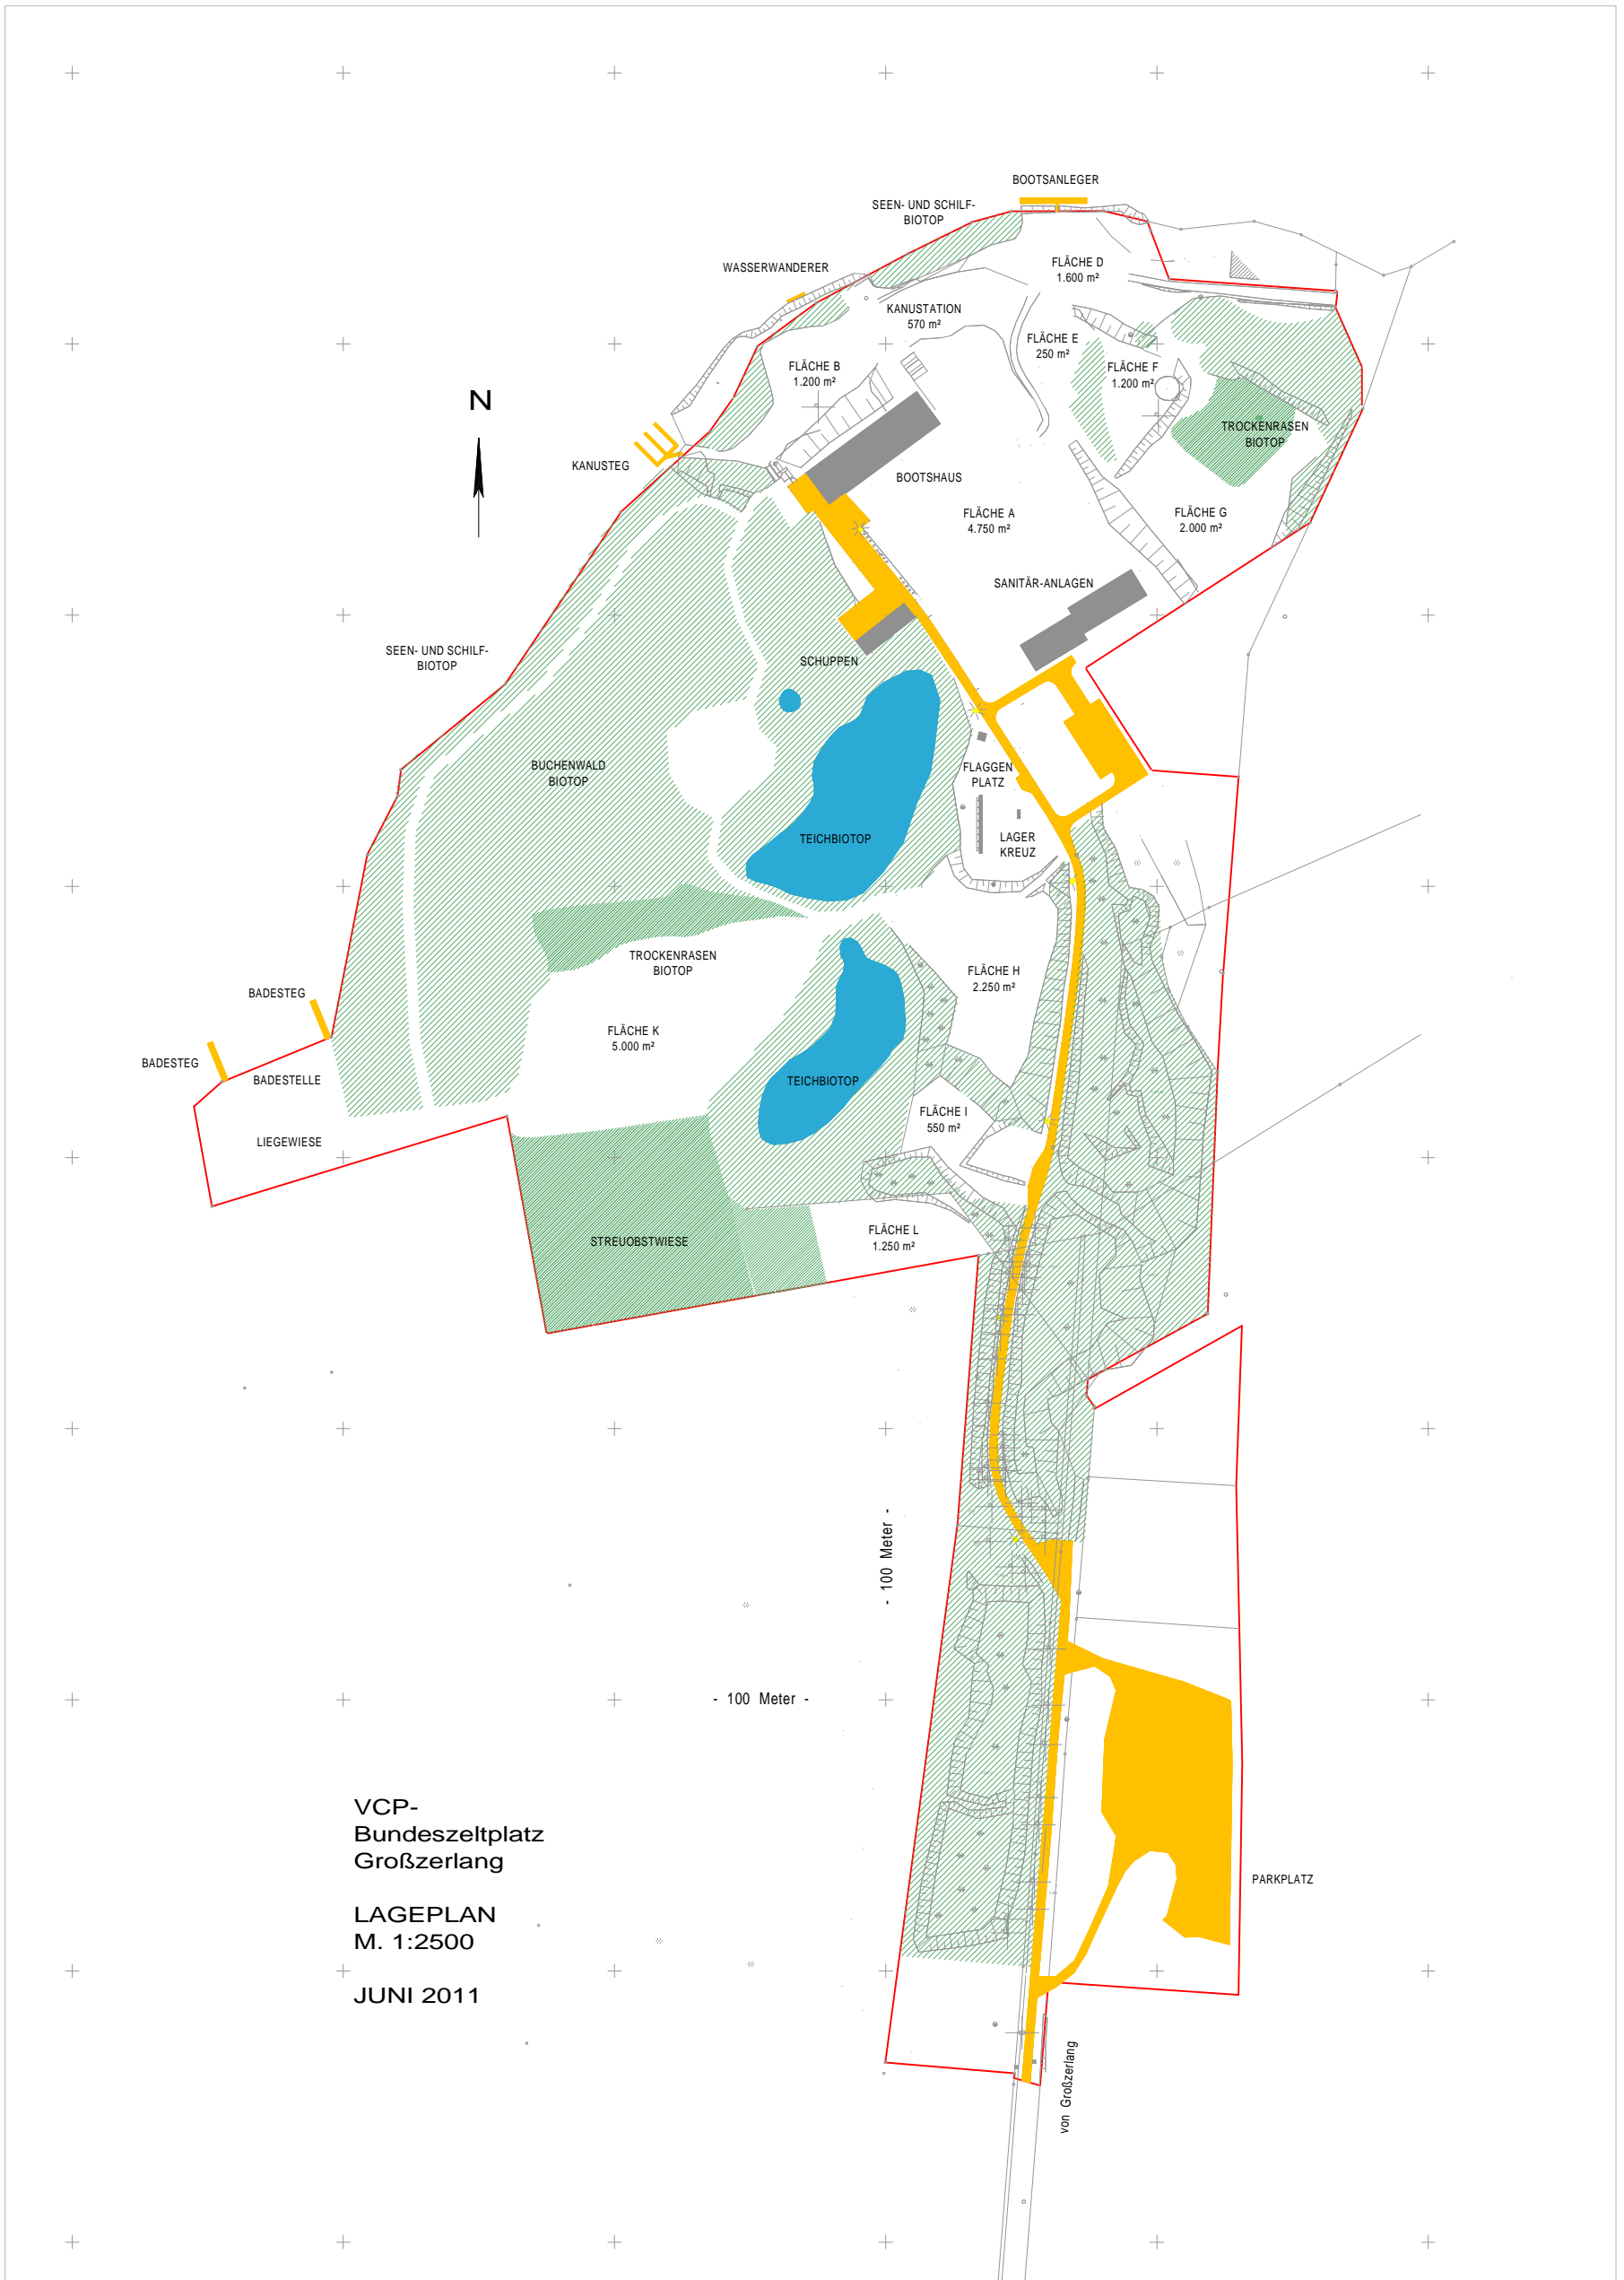 BOOTSANLEGER
SEEN- UND SCHILF-
BIOTOP
WASSERWANDERER
FLÄCHE D
1.600 m²
KANUSTATION
570 m²
FLÄCHE E
250 m²
FLÄCHE B
1.200 m²
FLÄCHE F
1.200 m²
N
TROCKENRASEN
BIOTOP
KANUSTEG
BOOTSHAUS
FLÄCHE A
4.750 m²
FLÄCHE G
2.000 m²
SANITÄR-ANLAGEN
SEEN- UND SCHILF-
BIOTOP
SCHUPPEN
BUCHENWALD
BIOTOP
FLAGGEN
PLATZ
TEICHBIOTOP
LAGER
KREUZ
TROCKENRASEN
BIOTOP
FLÄCHE H
2.250 m²
BADESTEG
FLÄCHE K
5.000 m²
BADESTEG
BADESTELLE
TEICHBIOTOP
FLÄCHE I
550 m²
LIEGEWIESE
STREUOBSTWIESE
FLÄCHE L
1.250 m²
- 100 Meter -
- 100 Meter -
VCP-
Bundeszeltplatz
Großzerlang
LAGEPLAN
M. 1:2500
JUNI 2011
PARKPLATZ
von Großzerlang